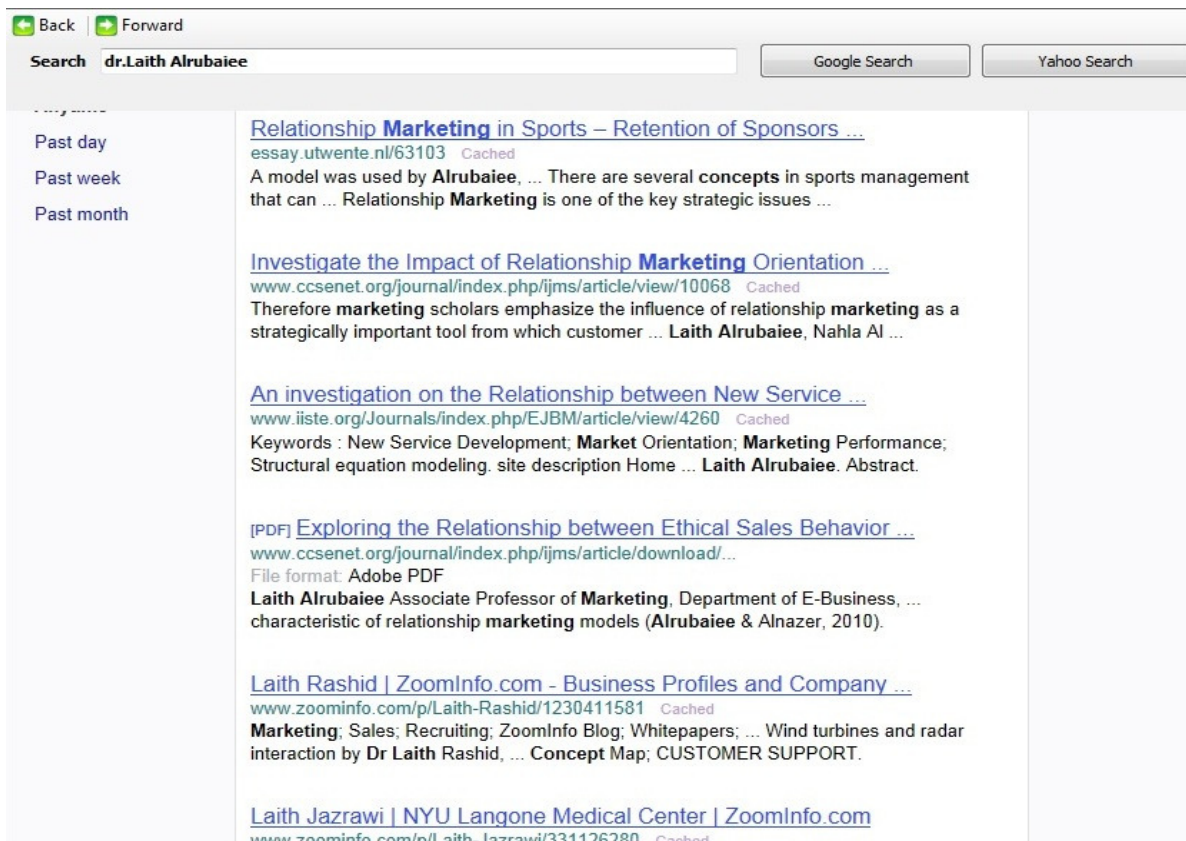 Back Forward
Search dr.Laith Alrubaiee Google Search Yahoo Search
Past day
Past week
Past month
Relationship Marketing in Sports – Retention of Sponsors ...
essay.utwente.nl/63103 Cached
A model was used by Alrubaiee, ... There are several concepts in sports management
that can ... Relationship Marketing is one of the key strategic issues ...
Investigate the Impact of Relationship Marketing Orientation ...
www.ccsenet.org/journal/index.php/ijms/article/view/10068 Cached
Therefore marketing scholars emphasize the influence of relationship marketing as a
strategically important tool from which customer ... Laith Alrubaiee, Nahla Al ...
An investigation on the Relationship between New Service ...
www.iiste.org/Journals/index.php/EJBM/article/view/4260 Cached
Keywords : New Service Development; Market Orientation; Marketing Performance;
Structural equation modeling. site description Home ... Laith Alrubaiee. Abstract.
[PDF] Exploring the Relationship between Ethical Sales Behavior ...
www.ccsenet.org/journal/index.php/ijms/article/download/...
File format: Adobe PDF
Laith Alrubaiee Associate Professor of Marketing, Department of E-Business, ...
characteristic of relationship marketing models (Alrubaiee & Alnazer, 2010).
Laith Rashid | ZoomInfo.com - Business Profiles and Company ...
www.zoominfo.com/p/Laith-Rashid/1230411581 Cached
Marketing; Sales; Recruiting; ZoomInfo Blog; Whitepapers; ... Wind turbines and radar
interaction by Dr Laith Rashid, ... Concept Map; CUSTOMER SUPPORT.
Laith Jazrawi | NYU Langone Medical Center | ZoomInfo.com
www.zoominfo.com/p/Laith-Jazrawi/331126280 Cached